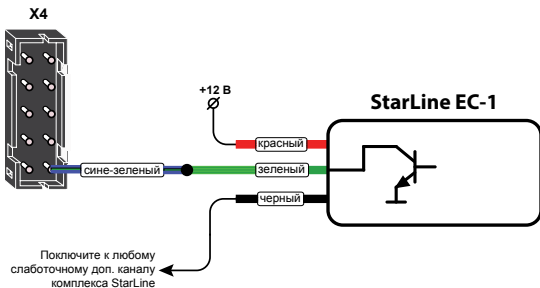 X4
+12 В
StarLine EC-1
красный
сине-зеленый
зеленый
черный
Поключите к любому
слаботочному доп. каналу
комплекса StarLine